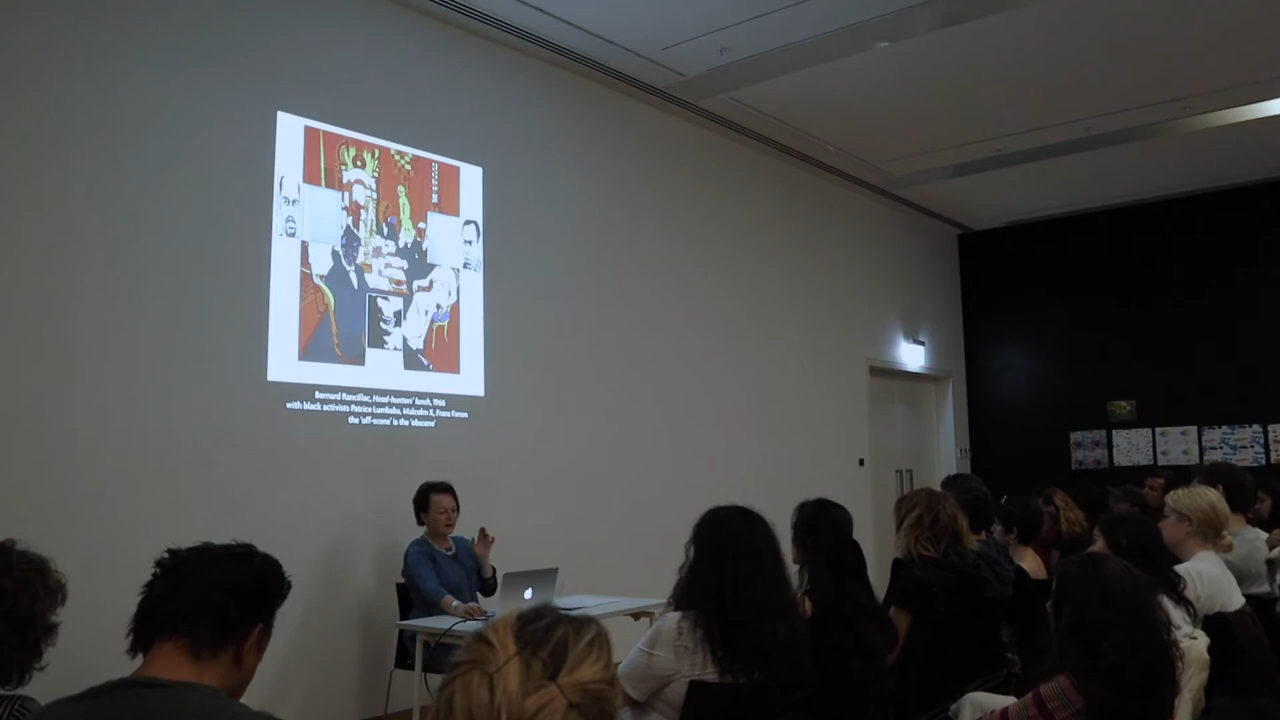 Bernard Rancillac, Head-hunters' lunch, 1966
with black activists Patrice Lumbaba, Malcolm X, Franz Fanon
the 'off-scene' is the 'obscene'